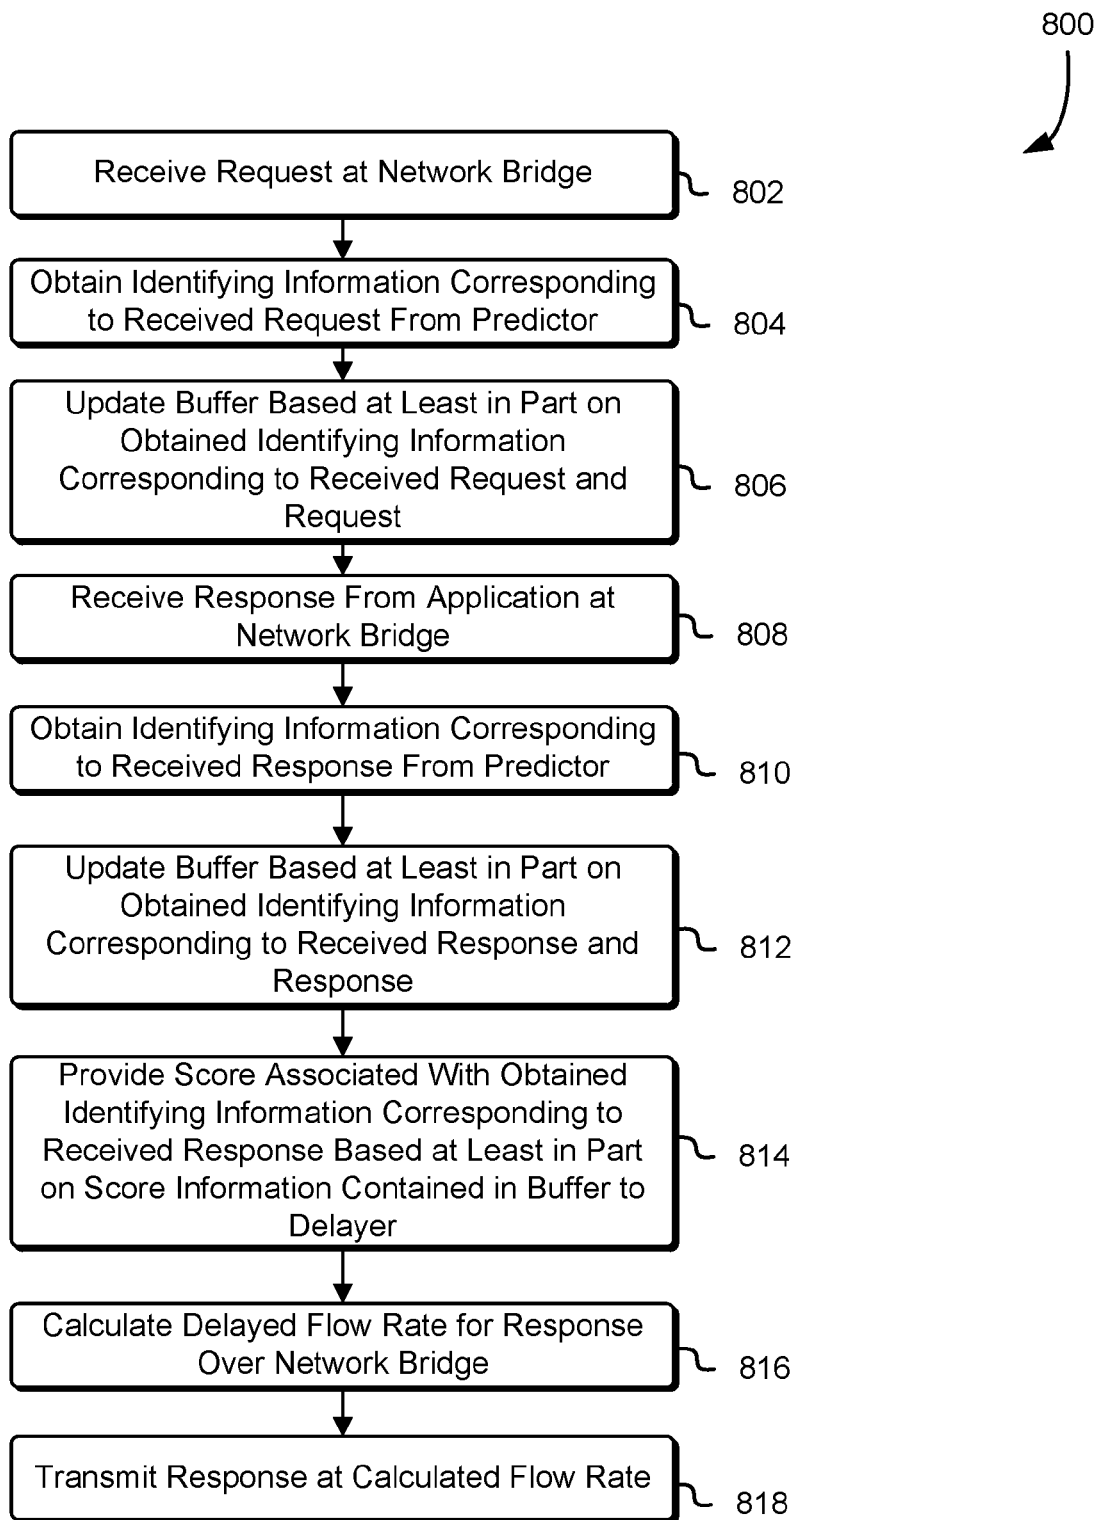 800
Receive Request at Network Bridge
802
Obtain Identifying Information Corresponding
to Received Request From Predictor
804
Update Buffer Based at Least in Part on
Obtained Identifying Information
Corresponding to Received Request and
Request
806
Receive Response From Application at
Network Bridge
808
Obtain Identifying Information Corresponding
to Received Response From Predictor
810
Update Buffer Based at Least in Part on
Obtained Identifying Information
Corresponding to Received Response and
Response
812
Provide Score Associated With Obtained
Identifying Information Corresponding to
Received Response Based at Least in Part
on Score Information Contained in Buffer to
Delayer
814
Calculate Delayed Flow Rate for Response
Over Network Bridge
816
Transmit Response at Calculated Flow Rate
818